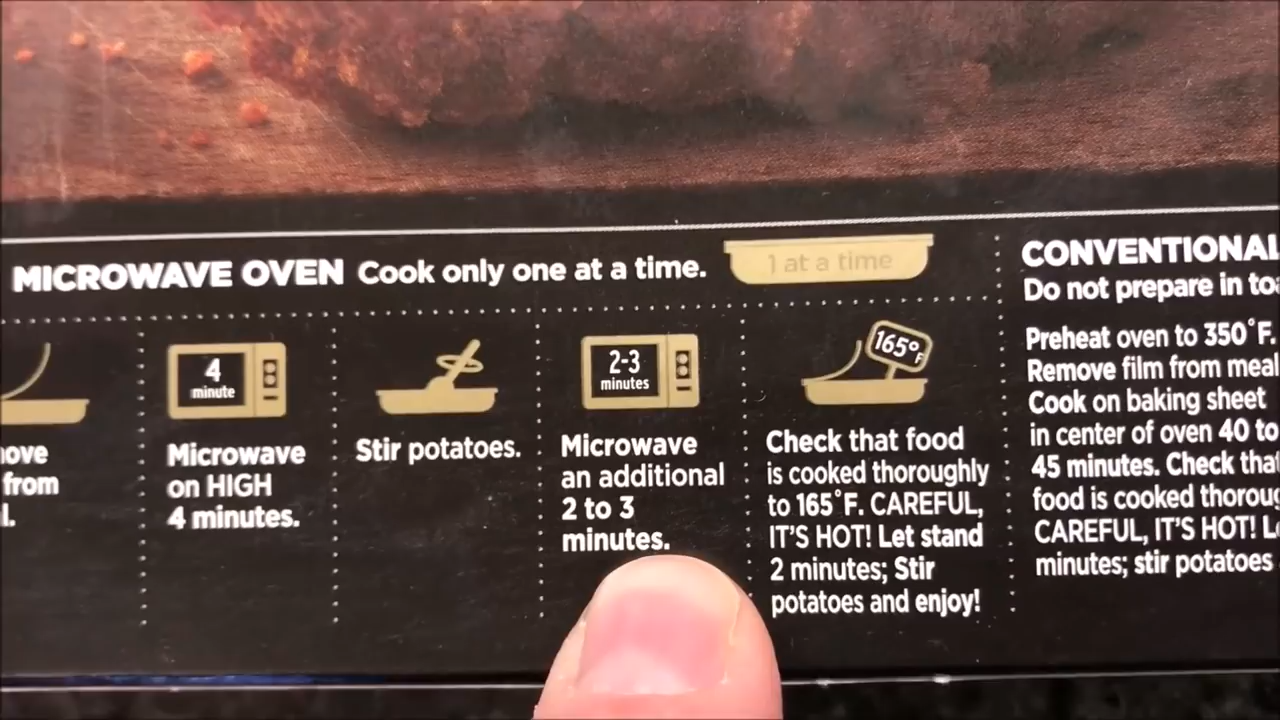 MICROWAVE OVEN Cook only one at a time.
1 at a time
from
4
minute
Microwave
on HIGH
4 minutes.
Stir potatoes.
2-3
minutes
Microwave
an additional
2 to 3
minutes.
165°F
Check that food
is cooked thoroughly
to 165°F. CAREFUL,
IT'S HOT! Let stand
2 minutes; Stir
potatoes and enjoy!
CONVENTIONAL
Do not prepare in
Preheat oven to 350°F.
Remove film from meal
Cook on baking sheet
in center of oven 40 to
45 minutes. Check that
food is cooked
CAREFUL, IT'S HOT!
minutes; stir potatoes